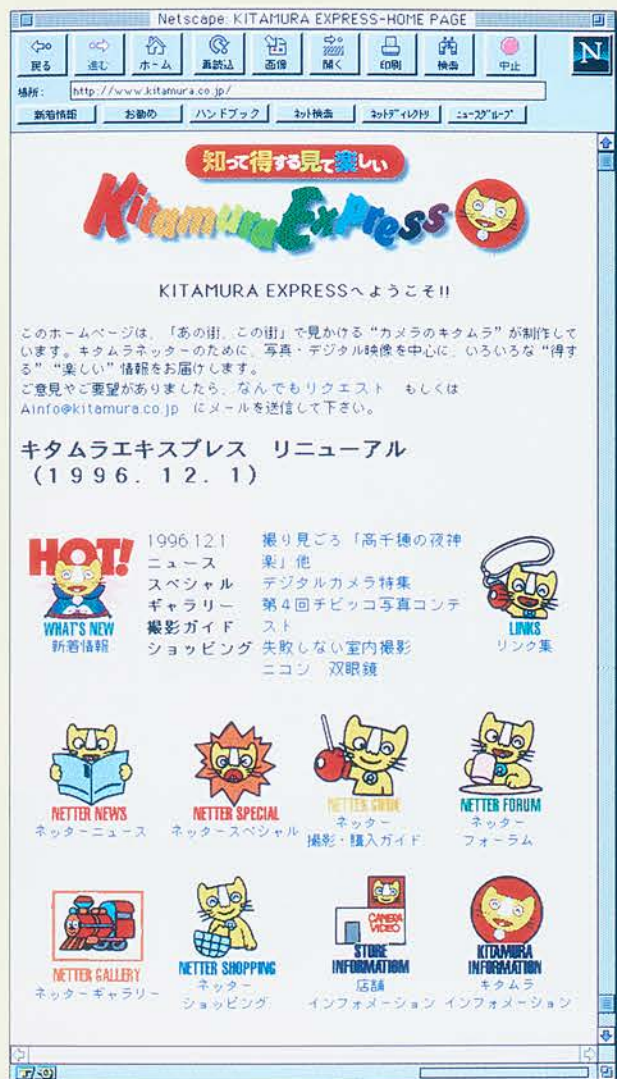 Netscape: KITAMURA EXPRESS-HOME PAGE
戻る 進む ホーム 再読込 画像 開く 印刷 検索 中止
N
場所: http://www.kitamura.co.jp/
新着情報 お勧め ハンドブック ネット検索 ネットディレクトリ ニュースグループ
知って得する見て楽しい
Kitamura Express
KITAMURA EXPRESSへようこそ!!
このホームページは、「あの街、この街」で見かける“カメラのキタムラ”が制作して
います。キタムラネッターのために、写真・デジタル映像を中心に、いろいろな“得す
る”“楽しい”情報をお届けします。
ご意見やご要望がありましたら、なんでもリクエスト もしくは
Ainfo@kitamura.co.jp にメールを送信して下さい。
キタムラエキスプレス リニューアル
(1996.12.1)
HOT!
WHAT'S NEW
新着情報
1996.12.1
ニュース
スペシャル
ギャラリー
撮影ガイド
ショッピング
撮り見ごろ「高千穂の夜神
楽」他
デジタルカメラ特集
第4回チビッコ写真コンテ
スト
失敗しない室内撮影
ニコン 双眼鏡
LINKS
リンク集
NETTER NEWS
ネッターニュース
NETTER SPECIAL
ネッタースペシャル
NETTER GUIDE
ネッター
撮影・購入ガイド
NETTER FORUM
ネッター
フォーラム
NETTER GALLERY
ネッターギャラリー
NETTER SHOPPING
ネッター
ショッピング
CAMERA
VIDEO
STORE
INFORMATION
店舗
インフォメーション
KITAMURA
INFORMATION
キタムラ
インフォメーション